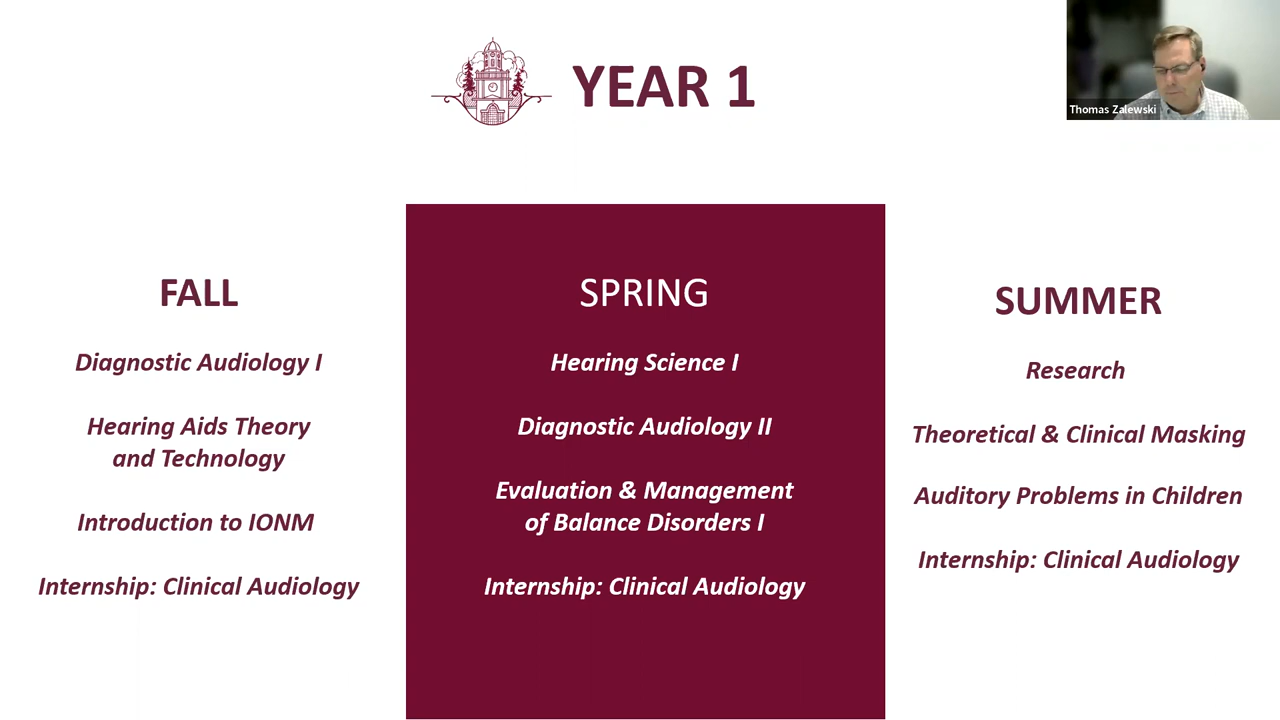 YEAR 1
Thomas Zalewski
FALL
Diagnostic Audiology I
Hearing Aids Theory
and Technology
Introduction to IONM
Internship: Clinical Audiology
SPRING
Hearing Science I
Diagnostic Audiology II
Evaluation & Management
of Balance Disorders I
Internship: Clinical Audiology
SUMMER
Research
Theoretical & Clinical Masking
Auditory Problems in Children
Internship: Clinical Audiology